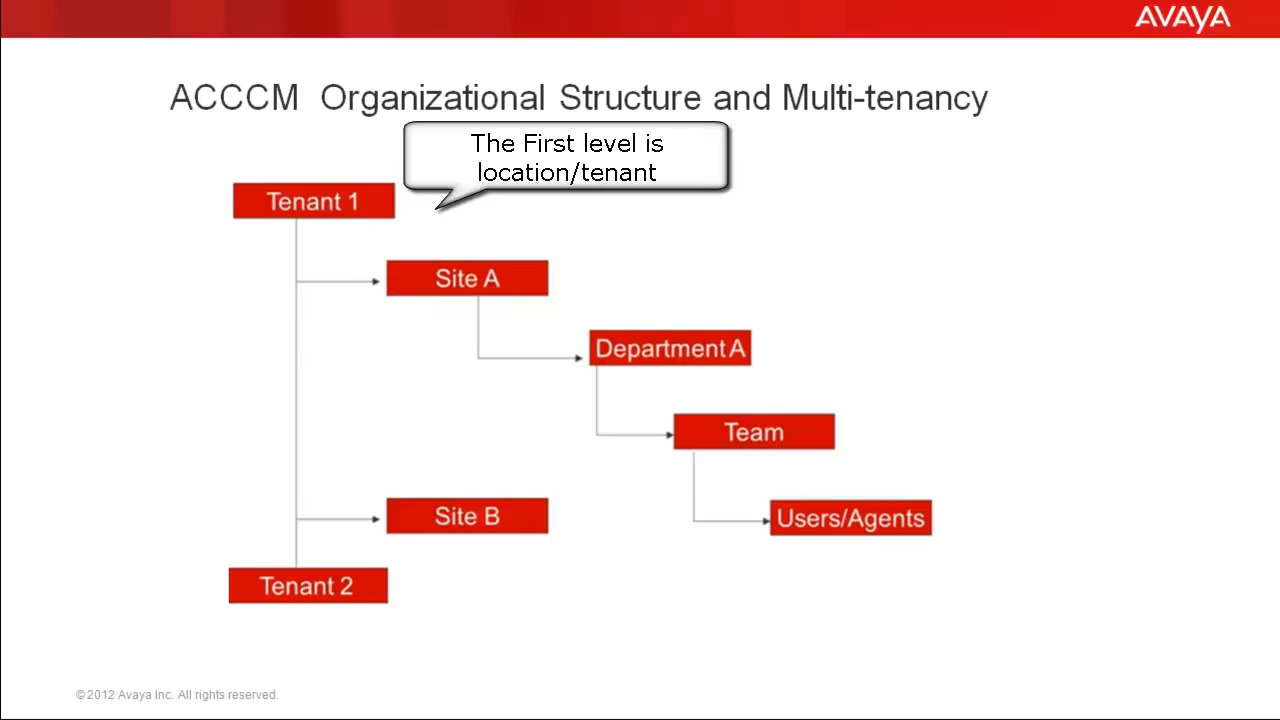 AVAYA
ACCCM Organizational Structure and Multi-tenancy
The First level is
location/tenant
Tenant 1
Site A
Department A
Team
Site B
Users/Agents
Tenant 2
© 2012 Avaya Inc. All rights reserved.